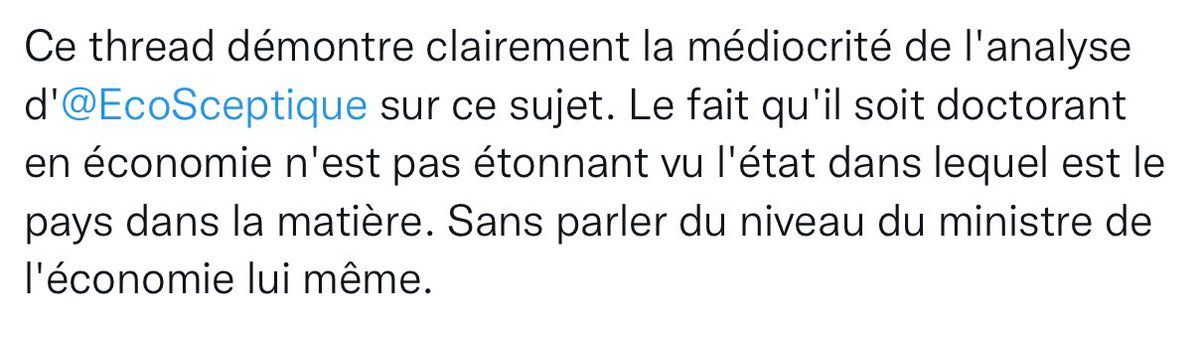 Ce thread démontre clairement la médiocrité de l'analyse
d'@EcoSceptique sur ce sujet. Le fait qu'il soit doctorant
en économie n'est pas étonnant vu l'état dans lequel est le
pays dans la matière. Sans parler du niveau du ministre de
l'économie lui même.